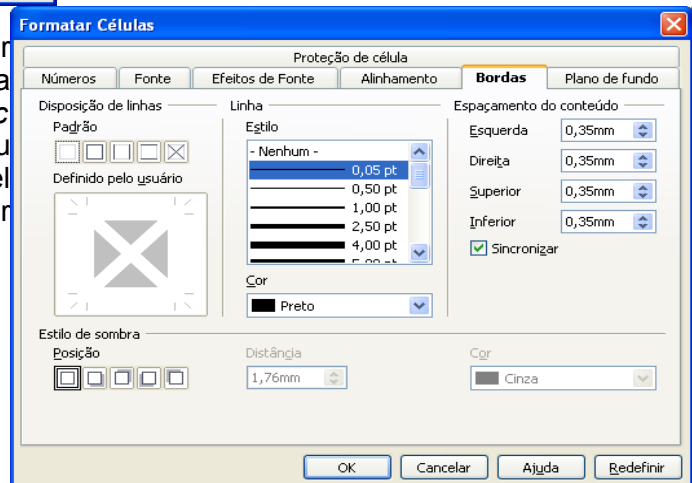 Formatar Células
Proteção de célula
Números Fonte Efeitos de Fonte Alinhamento Bordas Plano de fundo
Disposição de linhas Linha Espaçamento do conteúdo
Padrão Estilo Esquerda 0,35mm
- Nenhum -
0,05 pt Direita 0,35mm
Definido pelo usuário 0,50 pt
1,00 pt Superior 0,35mm
2,50 pt Inferior 0,35mm
4,00 pt Sincronizar
Cor
Preto
Estilo de sombra
Posição Distância Cor
1,76mm Cinza
OK Cancelar Ajuda Redefinir